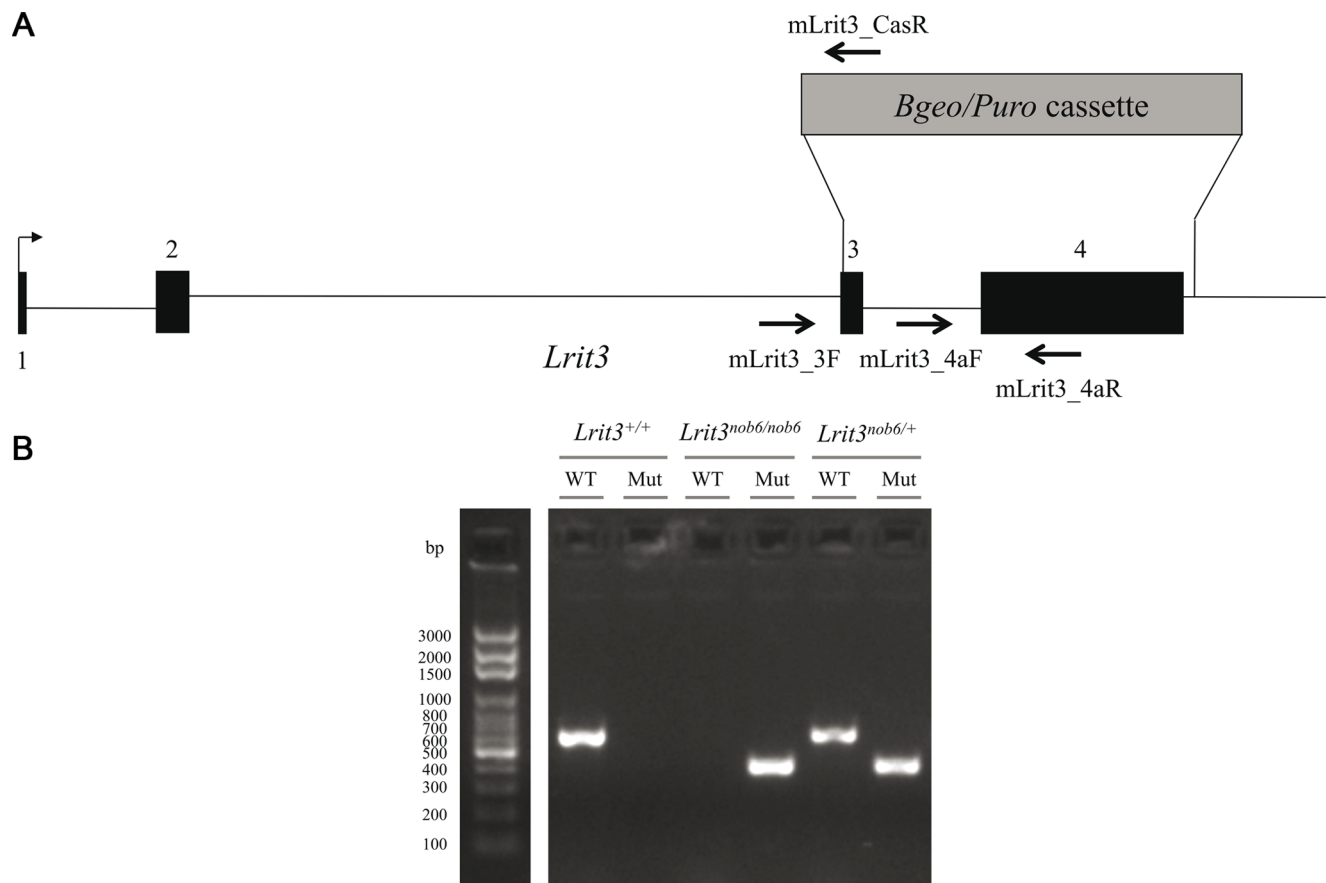 A
mLrit3_CasR
Bgeo/Puro cassette
2
3
4
1
Lrit3
mLrit3_3F
mLrit3_4aF
mLrit3_4aR
B
Lrit3+/+
Lrit3nob6/nob6
Lrit3nob6/+
WT
Mut
WT
Mut
WT
Mut
bp
3000
2000
1500
1000
800
700
600
500
400
300
200
100